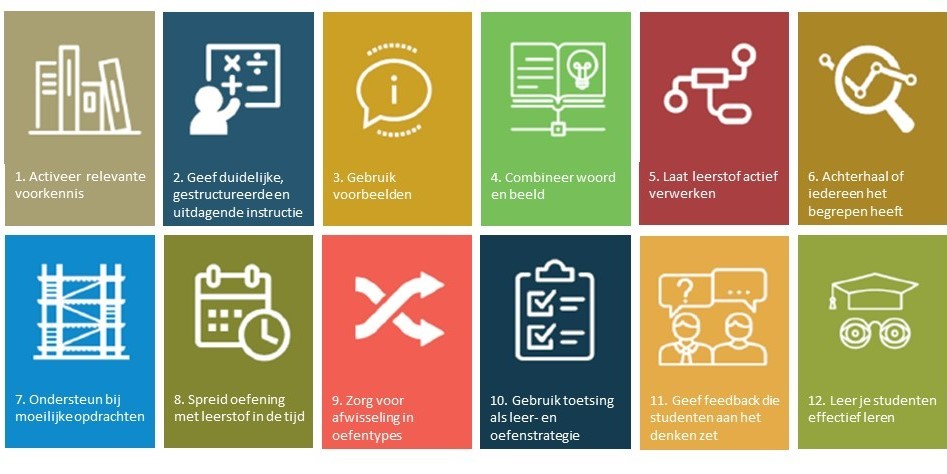 1. Activeer relevante
voorkennis
2. Geef duidelijke,
gestructureerde en
uitdagende instructie
i
3. Gebruik
voorbeelden
4. Combineer woord
en beeld
5. Laat leerstof actief
verwerken
6. Achterhaal of
iedereen het
begrepen heeft
7. Ondersteun bij
moeilijke opdrachten
8. Spreid oefening
met leerstof in de tijd
9. Zorg voor
afwisseling in
oefentypes
10. Gebruik toetsing
als leer- en
oefenstrategie
? ...
11. Geef feedback die
studenten aan het
denken zet
12. Leer je studenten
effectief leren